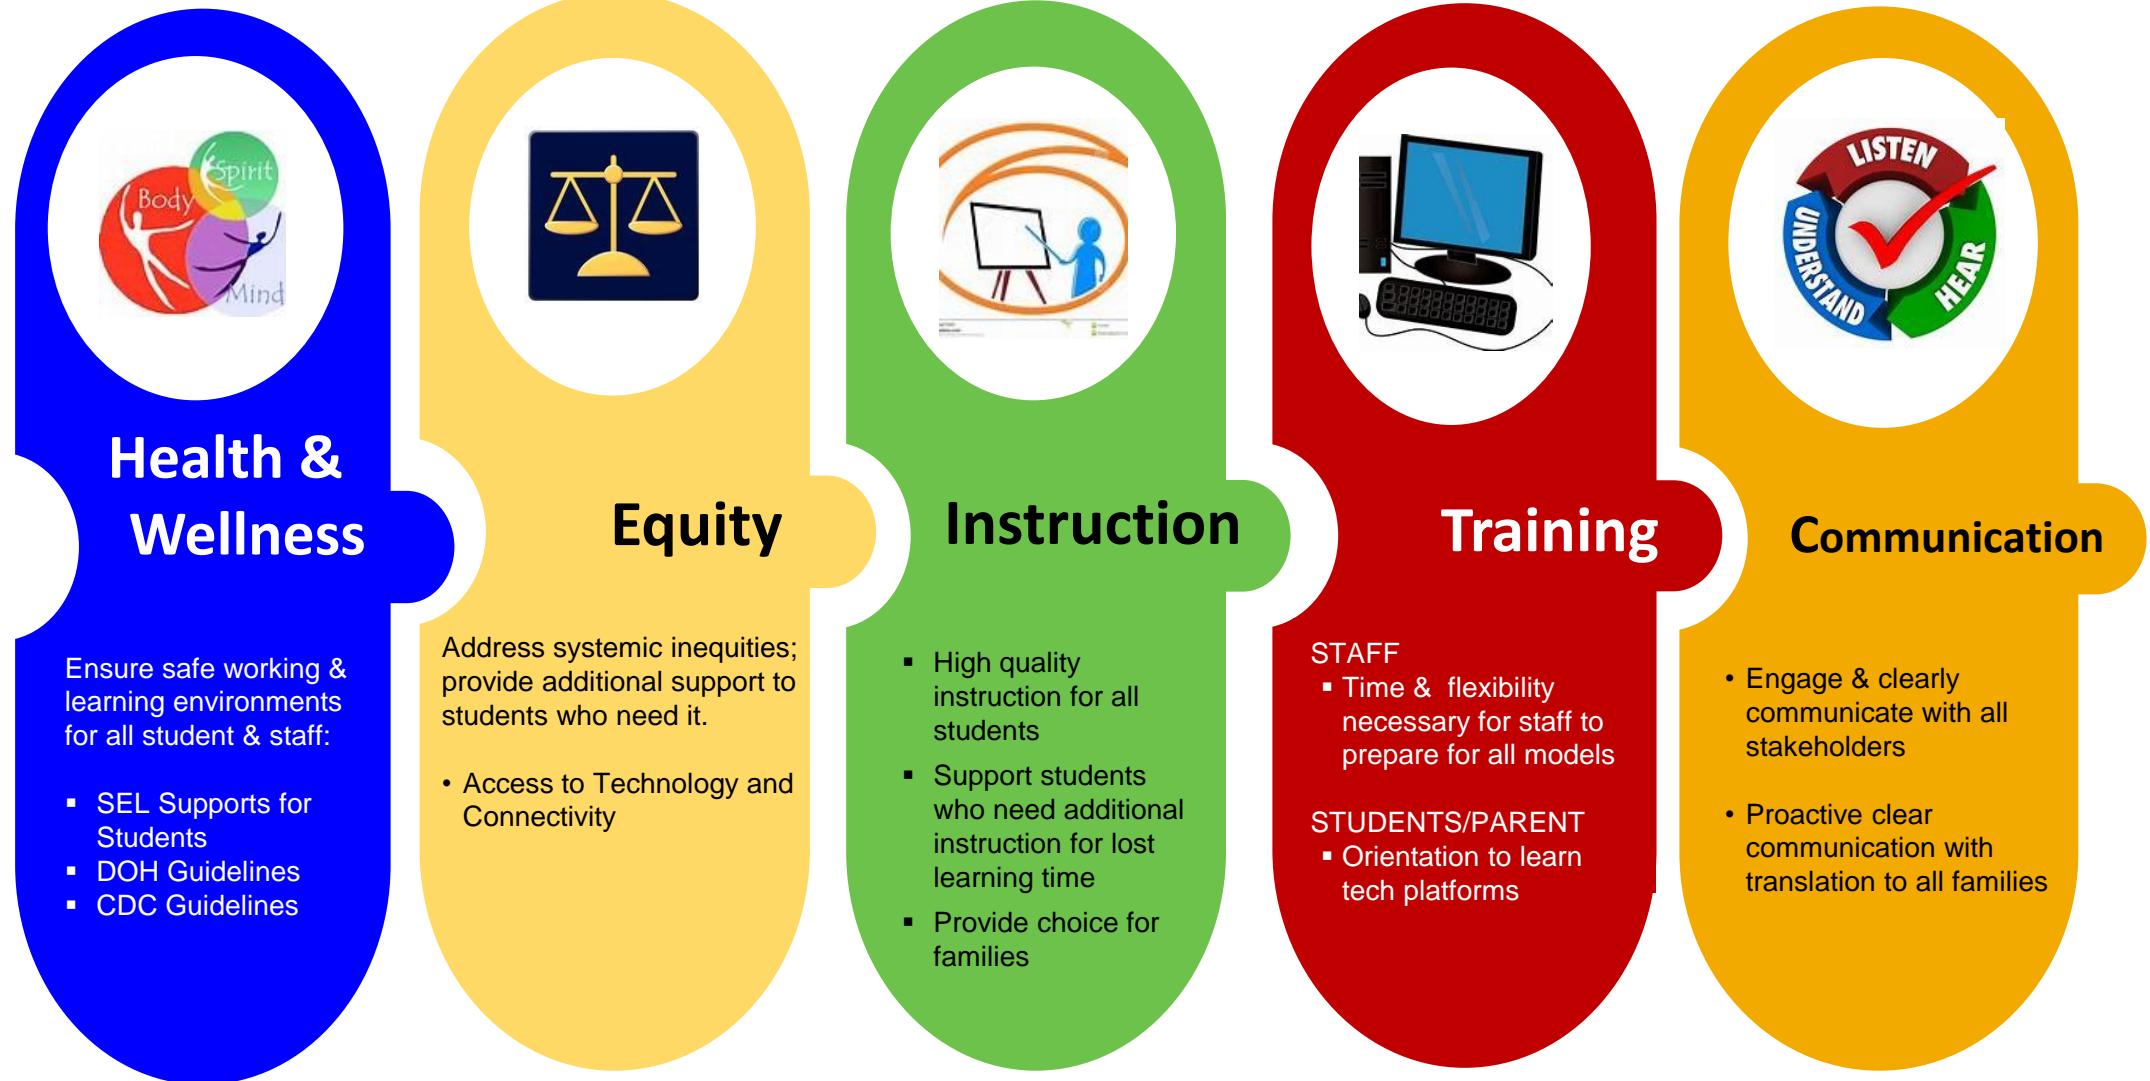 Spirit
Body
Mind
Health &
Wellness
Ensure safe working &
learning environments
for all student & staff:
▪ SEL Supports for
Students
▪ DOH Guidelines
▪ CDC Guidelines
Equity
Address systemic inequities;
provide additional support to
students who need it.
• Access to Technology and
Connectivity
Instruction
▪ High quality
instruction for all
students
▪ Support students
who need additional
instruction for lost
learning time
▪ Provide choice for
families
Training
STAFF
▪ Time & flexibility
necessary for staff to
prepare for all models
STUDENTS/PARENT
▪ Orientation to learn
tech platforms
LISTEN
HEAR
UNDERSTAND
Communication
• Engage & clearly
communicate with all
stakeholders
• Proactive clear
communication with
translation to all families